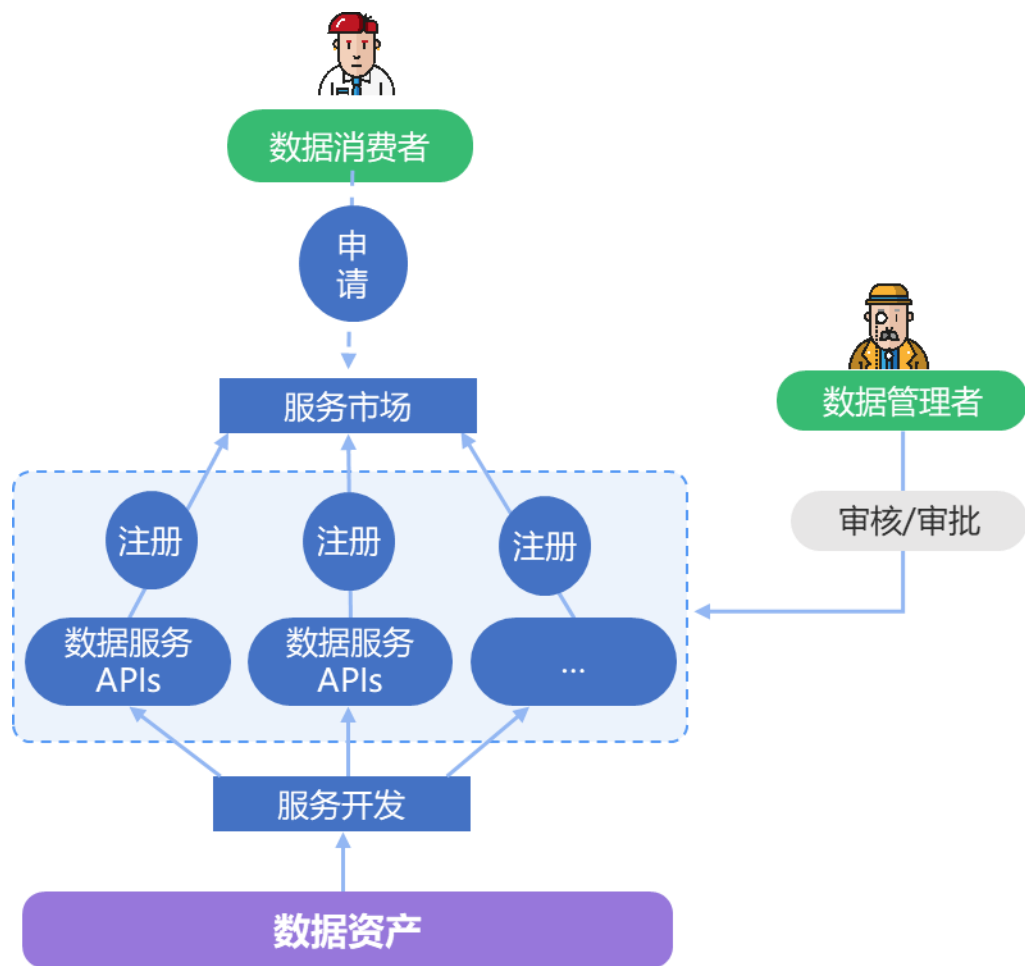 数据消费者
申
请
服务市场
数据管理者
审核/审批
注册
注册
注册
数据服务
APIs
数据服务
APIs
...
服务开发
数据资产